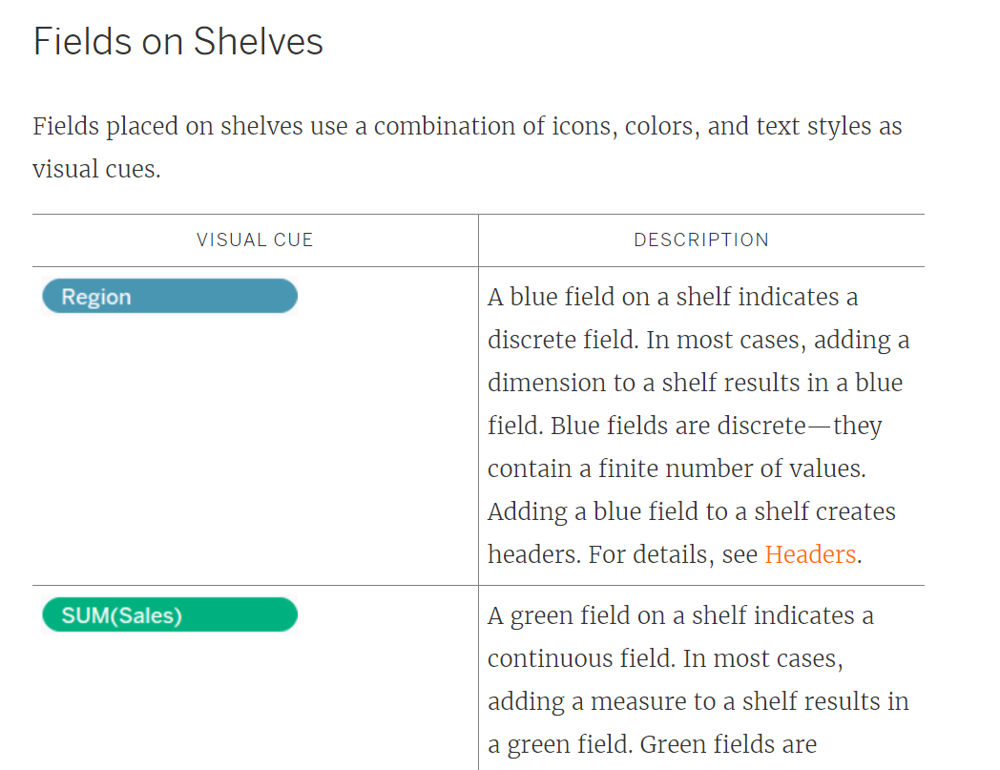 Fields on Shelves
Fields placed on shelves use a combination of icons, colors, and text styles as
visual cues.
VISUAL CUE
DESCRIPTION
Region
A blue field on a shelf indicates a
discrete field. In most cases, adding a
dimension to a shelf results in a blue
field. Blue fields are discrete—they
contain a finite number of values.
Adding a blue field to a shelf creates
headers. For details, see Headers.
SUM(Sales)
A green field on a shelf indicates a
continuous field. In most cases,
adding a measure to a shelf results in
a green field. Green fields are